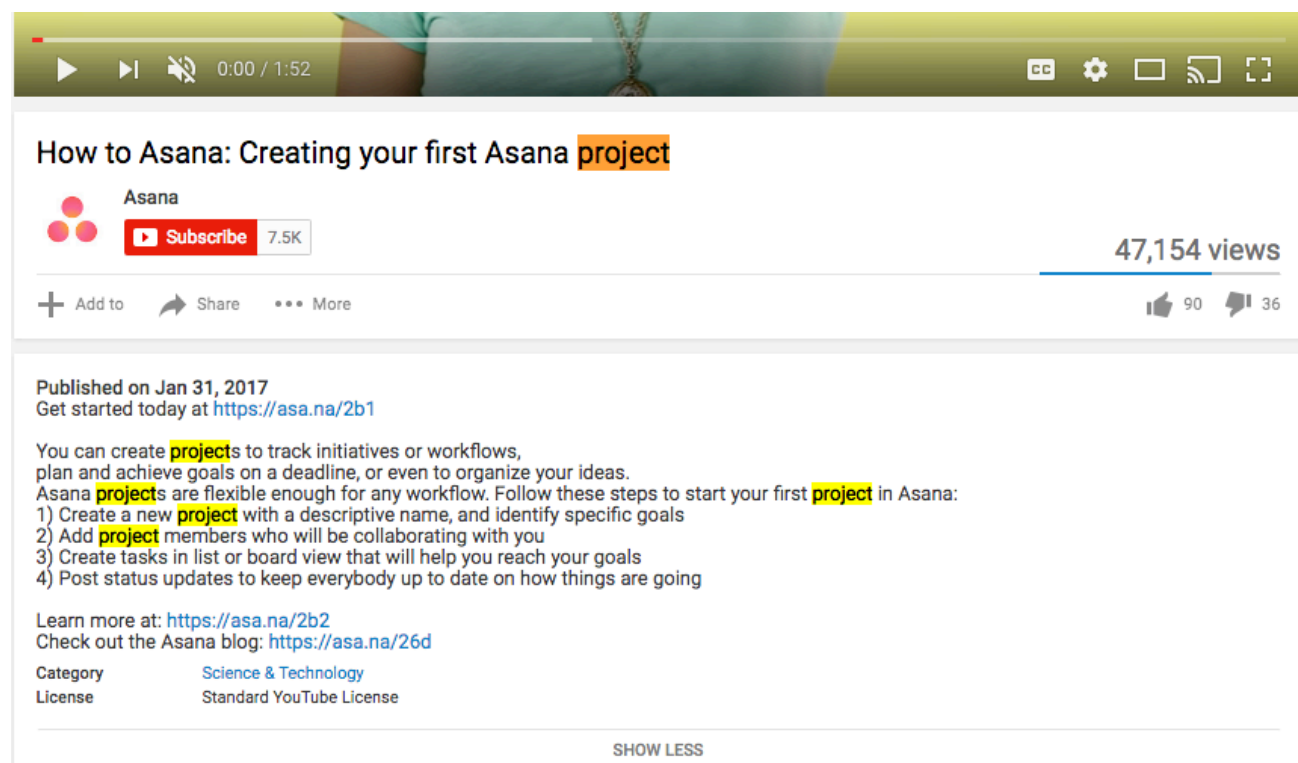 0:00 / 1:52
CC
How to Asana: Creating your first Asana project
Asana
Subscribe 7.5K
47,154 views
Add to Share More
90 36
Published on Jan 31, 2017
Get started today at https://asa.na/2b1
You can create projects to track initiatives or workflows,
plan and achieve goals on a deadline, or even to organize your ideas.
Asana projects are flexible enough for any workflow. Follow these steps to start your first project in Asana:
1) Create a new project with a descriptive name, and identify specific goals
2) Add project members who will be collaborating with you
3) Create tasks in list or board view that will help you reach your goals
4) Post status updates to keep everybody up to date on how things are going
Learn more at: https://asa.na/2b2
Check out the Asana blog: https://asa.na/26d
Category Science & Technology
License Standard YouTube License
SHOW LESS